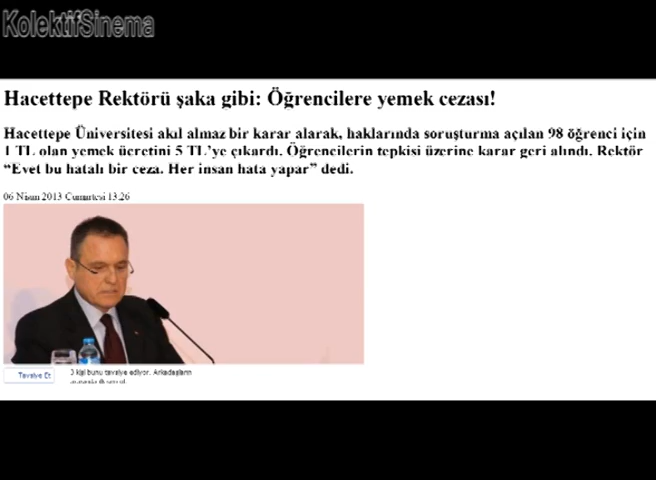 KolektifSinema
Hacettepe Rektörü şaka gibi: Öğrencilere yemek cezası!
Hacettepe Üniversitesi akıl almaz bir karar alarak, haklarında soruşturma açılan 98 öğrenci için
1 TL olan yemek ücretini 5 TL'ye çıkardı. Öğrencilerin tepkisi üzerine karar geri alındı. Rektör
“Evet bu hatalı bir ceza. Her insan hata yapar” dedi.
06 Nisan 2013 Cumartesi 13:26
Tavsiye Et
3 kişi bunu tavsiye ediyor. Arkadaşların